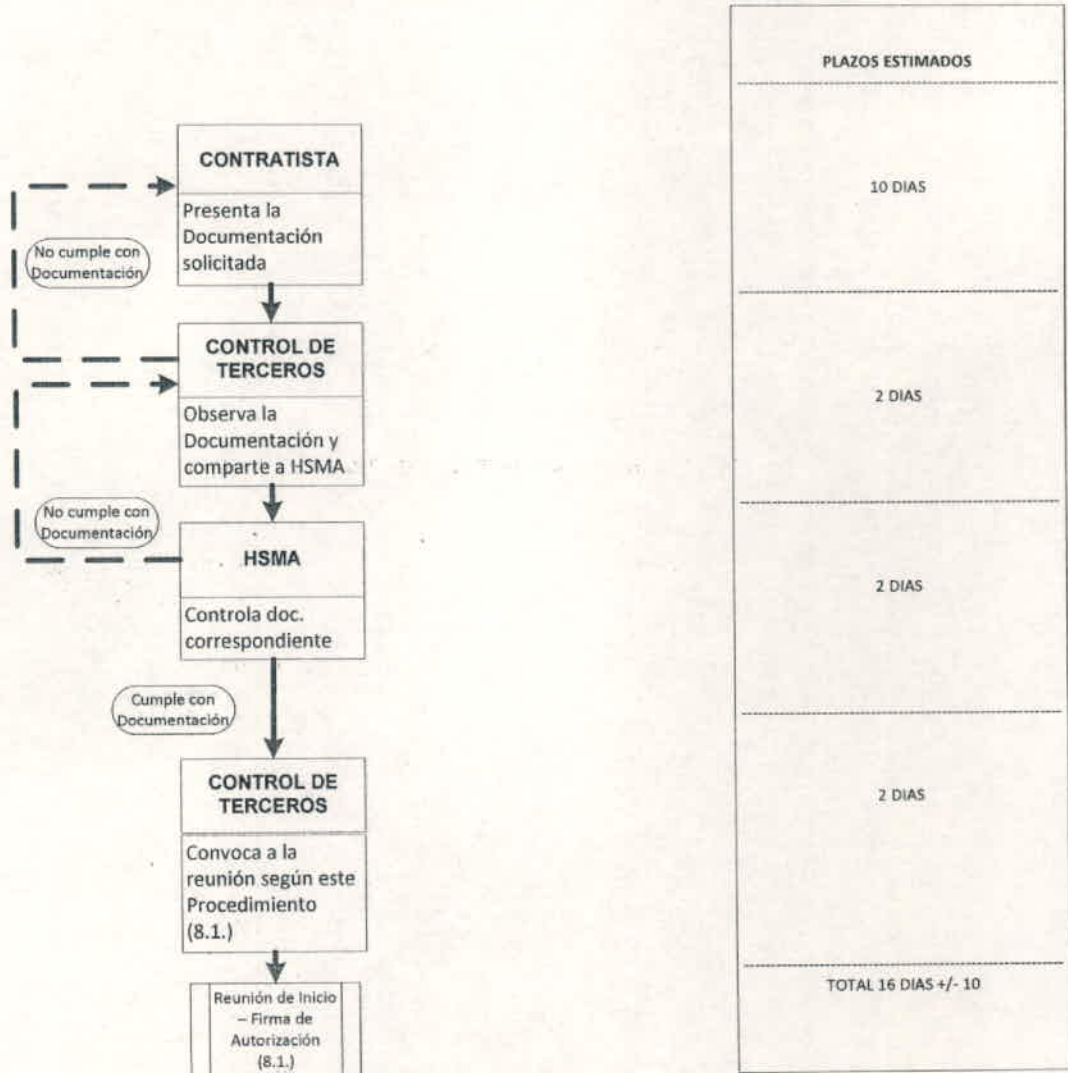 PLAZOS ESTIMADOS
CONTRATISTA
Presenta la
Documentación
solicitada
10 DIAS
No cumple con
Documentación
CONTROL DE
TERCEROS
Observa la
Documentación y
comparte a HSMA
2 DIAS
No cumple con
Documentación
HSMA
Controla doc.
correspondiente
2 DIAS
Cumple con
Documentación
CONTROL DE
TERCEROS
Convoca a la
reunión según este
Procedimiento
(8.1.)
2 DIAS
Reunión de Inicio
– Firma de
Autorización
(8.1.)
TOTAL 16 DIAS +/- 10